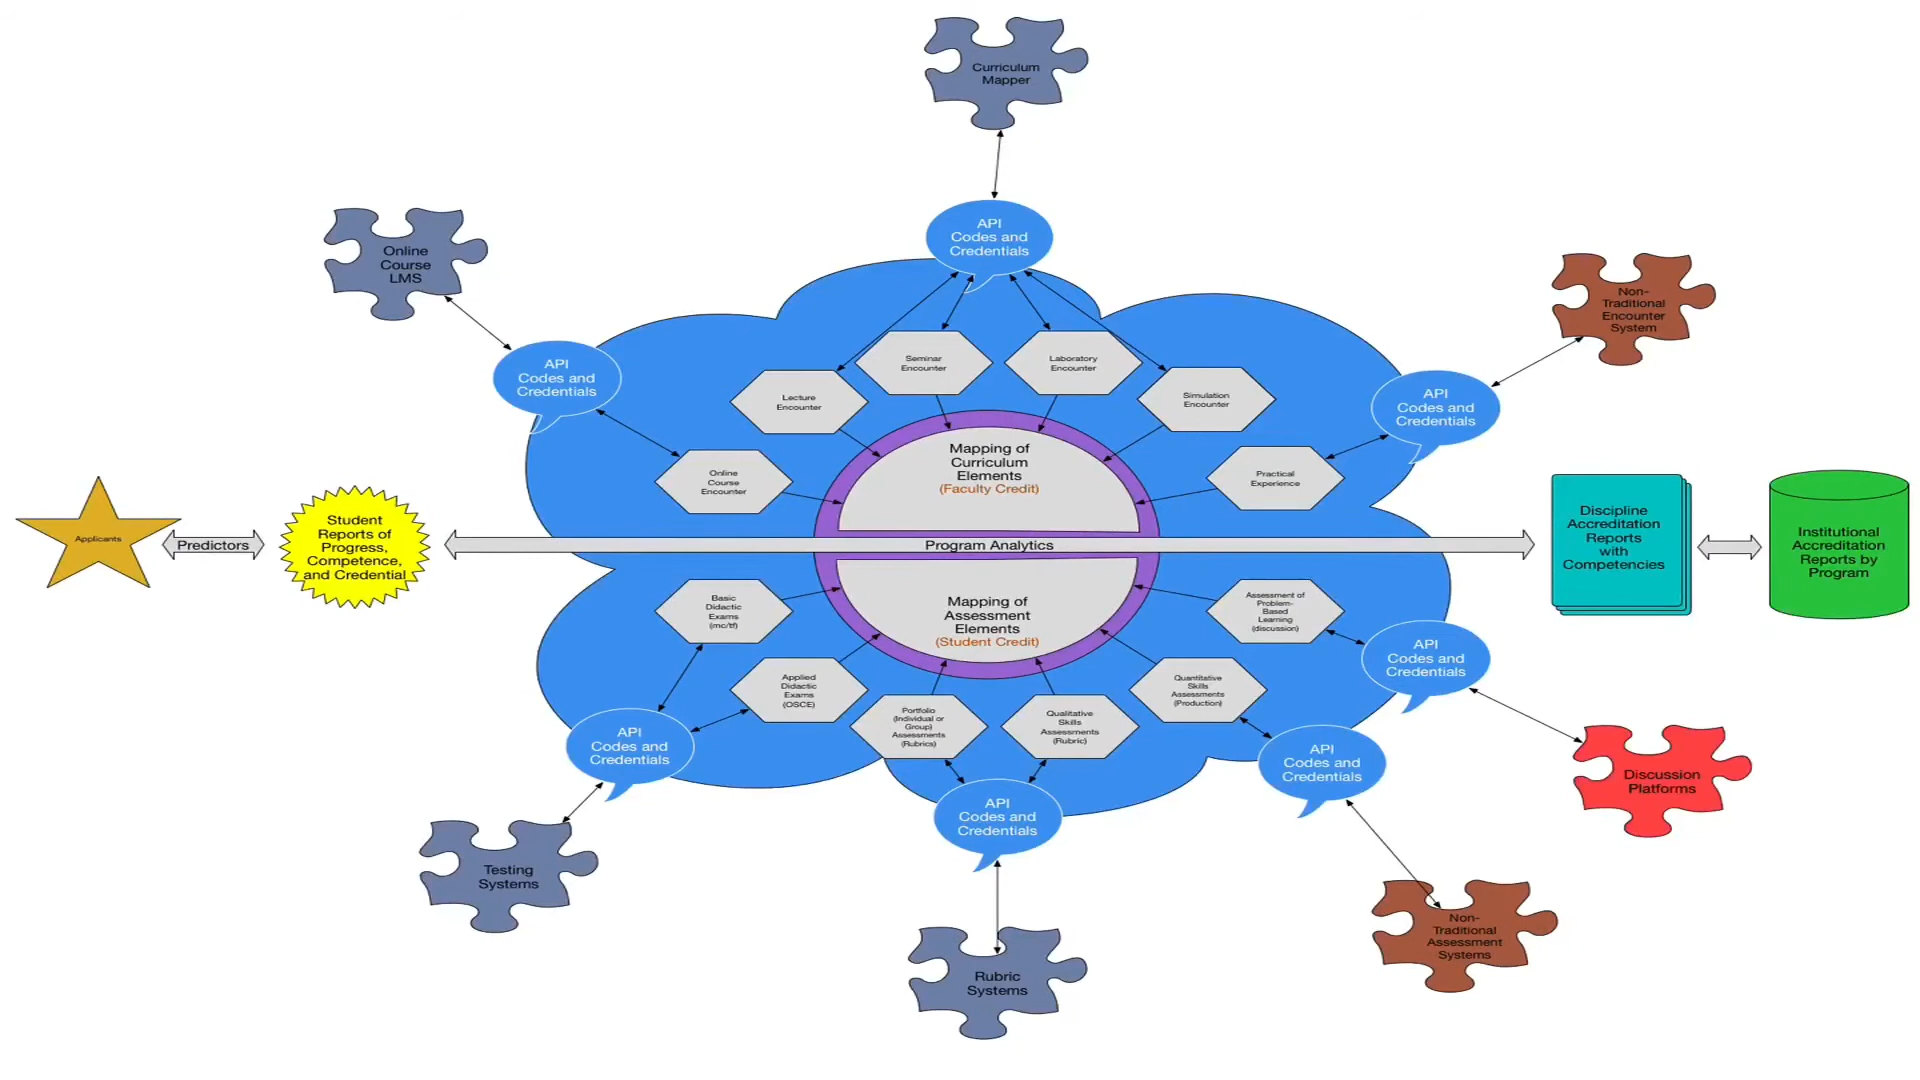 Curriculum
Mapper
API
Codes and
Credentials
Online
Course
LMS
Non-
Traditional
Encounter
System
API
Codes and
Credentials
API
Codes and
Credentials
Seminar
Encounter
Laboratory
Encounter
Lecture
Encounter
Simulation
Encounter
Online
Course
Encounter
Practical
Experience
Mapping of
Curriculum
Elements
(Faculty Credit)
Applicants
Predictors
Student
Reports of
Progress,
Competence,
and Credential
Program Analytics
Discipline
Accreditation
Reports
with
Competencies
Institutional
Accreditation
Reports by
Program
Mapping of
Assessment
Elements
(Student Credit)
Basic
Didactic
Exams
(mc/tf)
Assessment of
Problem-
Based
Learning
(discussion)
Applied
Didactic
Exams
(OSCE)
Quantitative
Skills
Assessments
(Production)
Portfolio
(Individual or
Group)
Assessments
(Rubrics)
Qualitative
Skills
Assessments
(Rubric)
API
Codes and
Credentials
API
Codes and
Credentials
API
Codes and
Credentials
API
Codes and
Credentials
Discussion
Platforms
Testing
Systems
Rubric
Systems
Non-
Traditional
Assessment
Systems